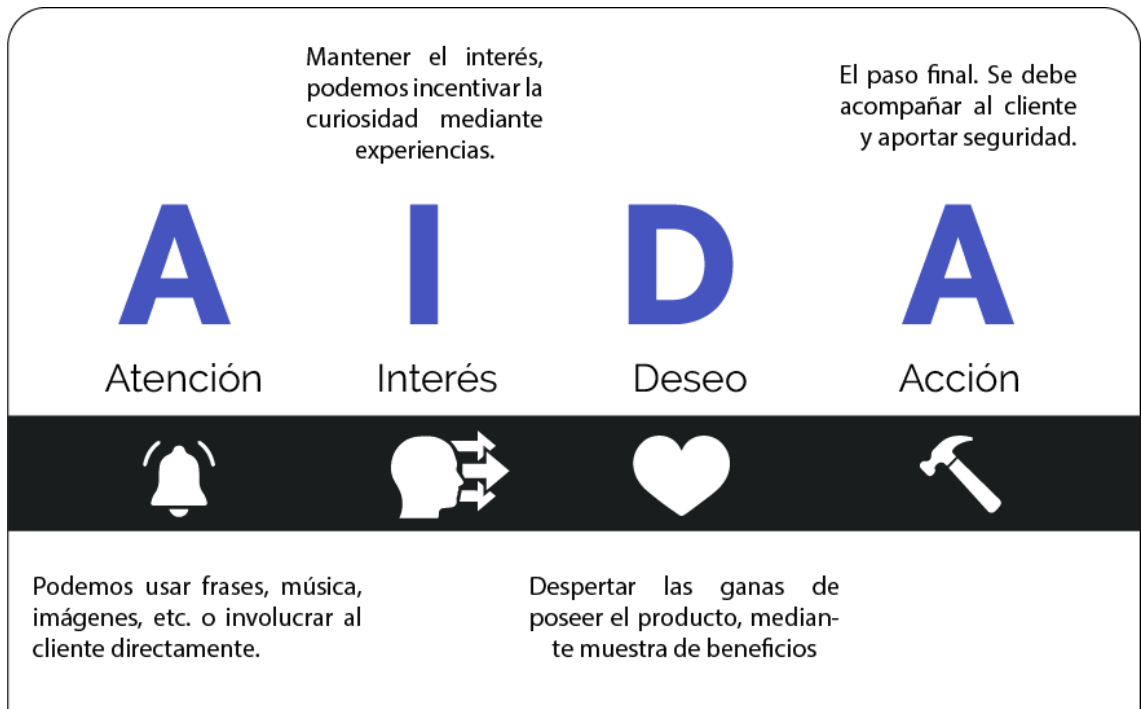 Mantener el interés,
podemos incentivar la
curiosidad mediante
experiencias.
El paso final. Se debe
acompañar al cliente
y aportar seguridad.
A I D A
Atención Interés Deseo Acción
Podemos usar frases, música,
imágenes, etc. o involucrar al
cliente directamente.
Despertar las ganas de
poseer el producto, median-
te muestra de beneficios